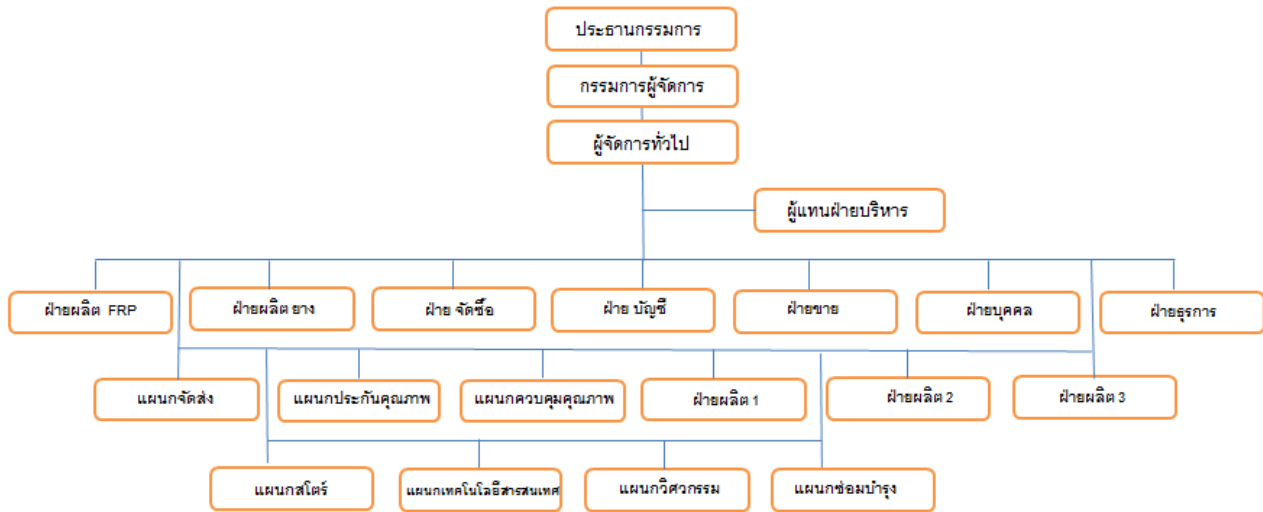 ประธานกรรมการ
กรรมการผู้จัดการ
ผู้จัดการทั่วไป
ผู้แทนฝ่ายบริหาร
ฝ่ายผลิต FRP
ฝ่ายผลิต ยาง
ฝ่าย จัดซื้อ
ฝ่าย บัญชี
ฝ่ายขาย
ฝ่ายบุคคล
ฝ่ายธุรการ
แผนกจัดส่ง
แผนกประกันคุณภาพ
แผนกควบคุมคุณภาพ
ฝ่ายผลิต 1
ฝ่ายผลิต 2
ฝ่ายผลิต 3
แผนกสโตร์
แผนกเทคโนโลยีสารสนเทศ
แผนกวิศวกรรม
แผนกซ่อมบำรุง